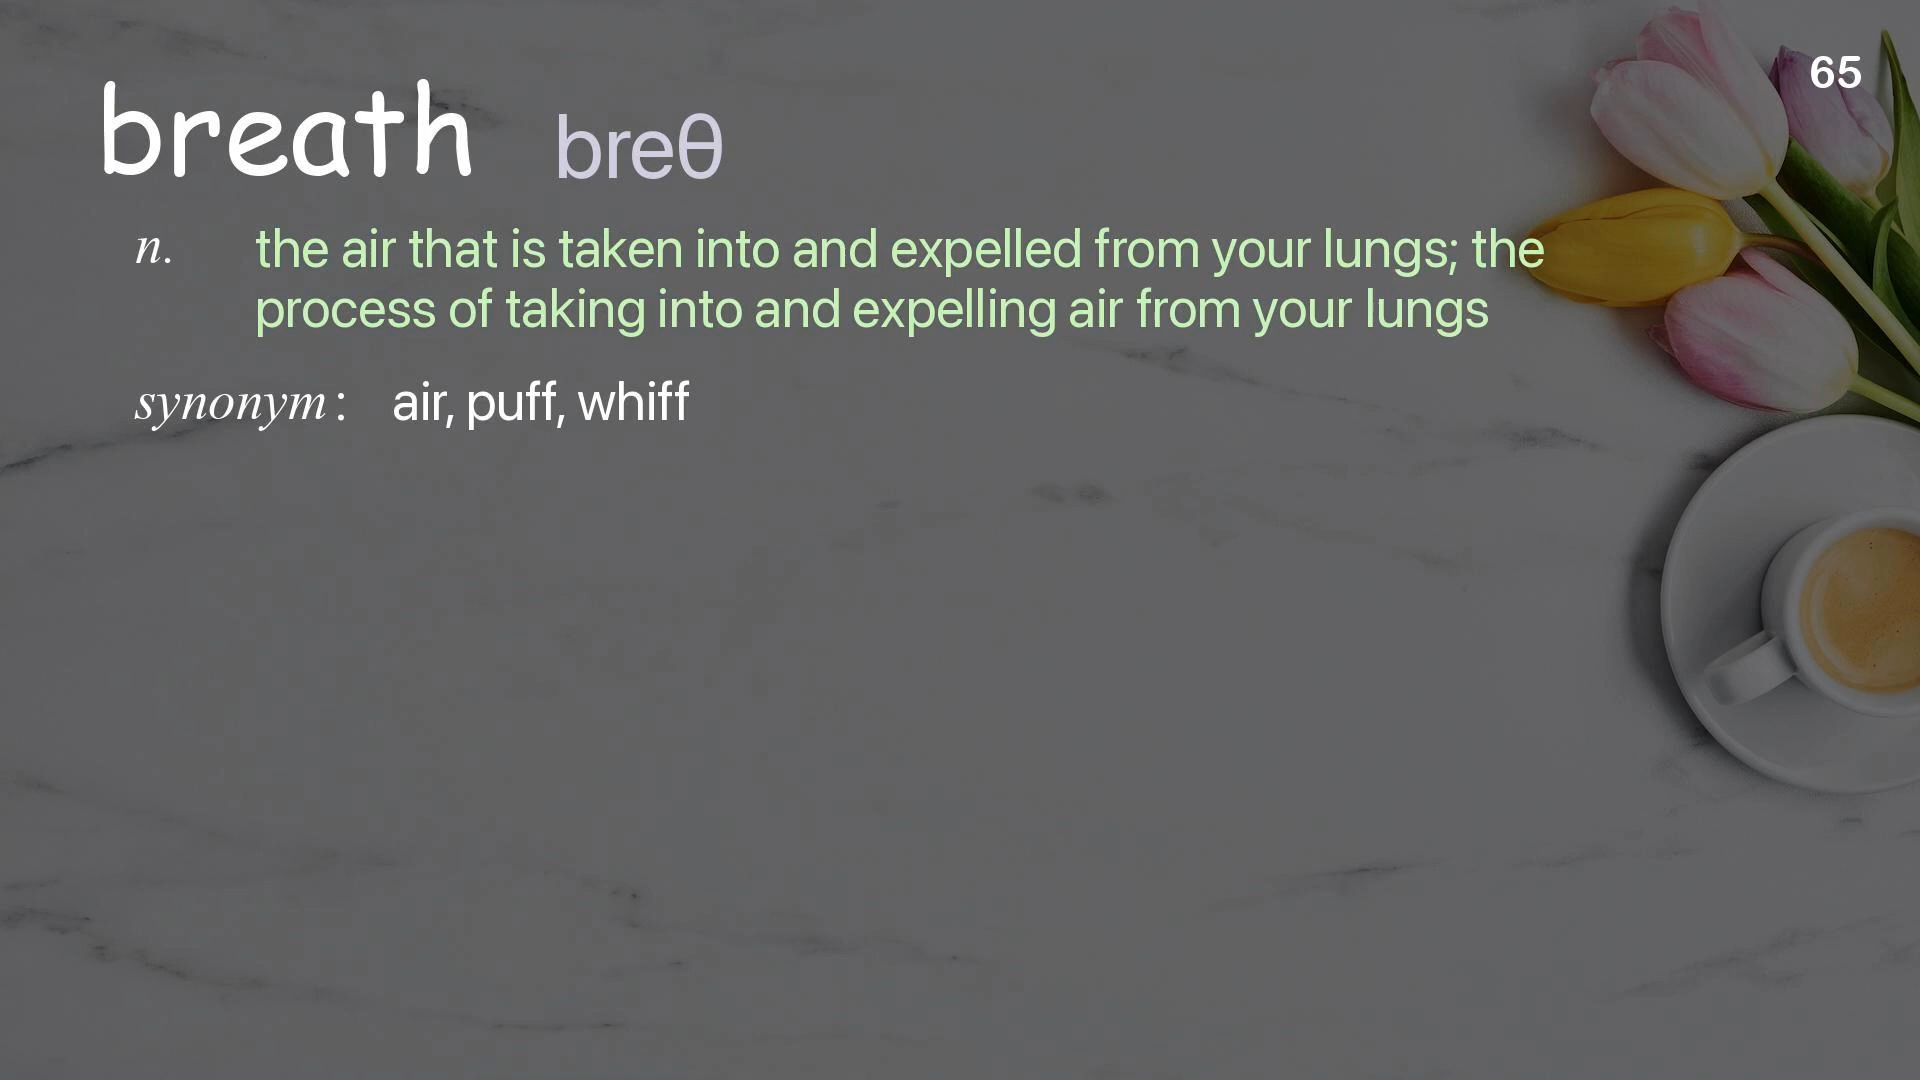 65
breath breθ
n. the air that is taken into and expelled from your lungs; the
process of taking into and expelling air from your lungs
synonym: air, puff, whiff